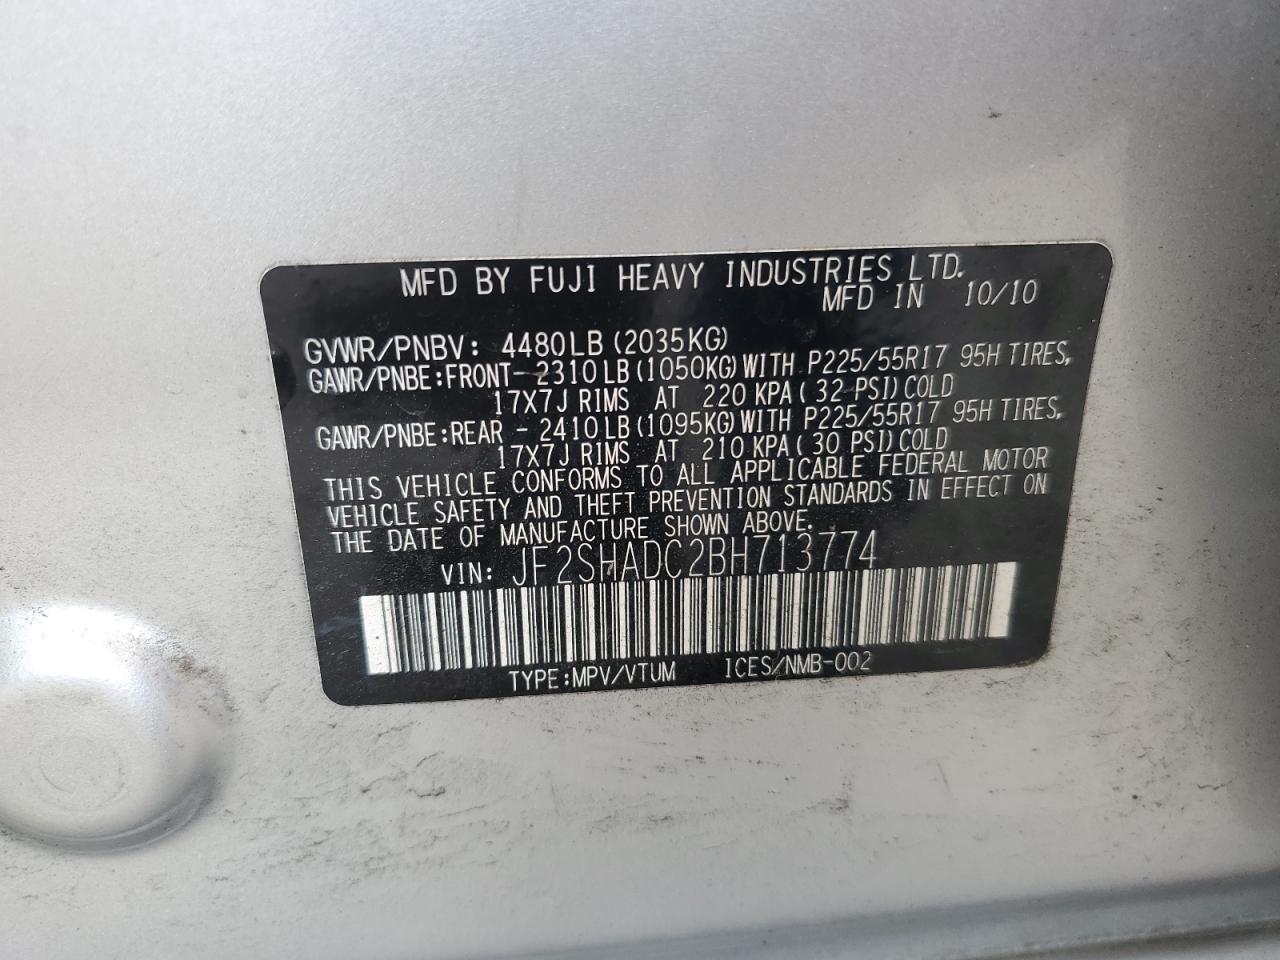 MFD BY FUJI HEAVY INDUSTRIES LTD.
MFD IN 10/10
GVWR/PNBV: 4480LB (2035KG)
GAWR/PNBE:FRONT- 2310LB(1050KG)WITH P225/55R17 95H TIRES,
17X7J RIMS AT 220 KPA( 32 PSI)COLD
GAWR/PNBE:REAR - 2410LB(1095KG)WITH P225/55R17 95H TIRES,
17X7J RIMS AT 210 KPA( 30 PSI)COLD
THIS VEHICLE CONFORMS TO ALL APPLICABLE FEDERAL MOTOR
VEHICLE SAFETY AND THEFT PREVENTION STANDARDS IN EFFECT ON
THE DATE OF MANUFACTURE SHOWN ABOVE.
VIN: JF2SHADC2BH713774
TYPE:MPV/VTUM ICES/NMB-002